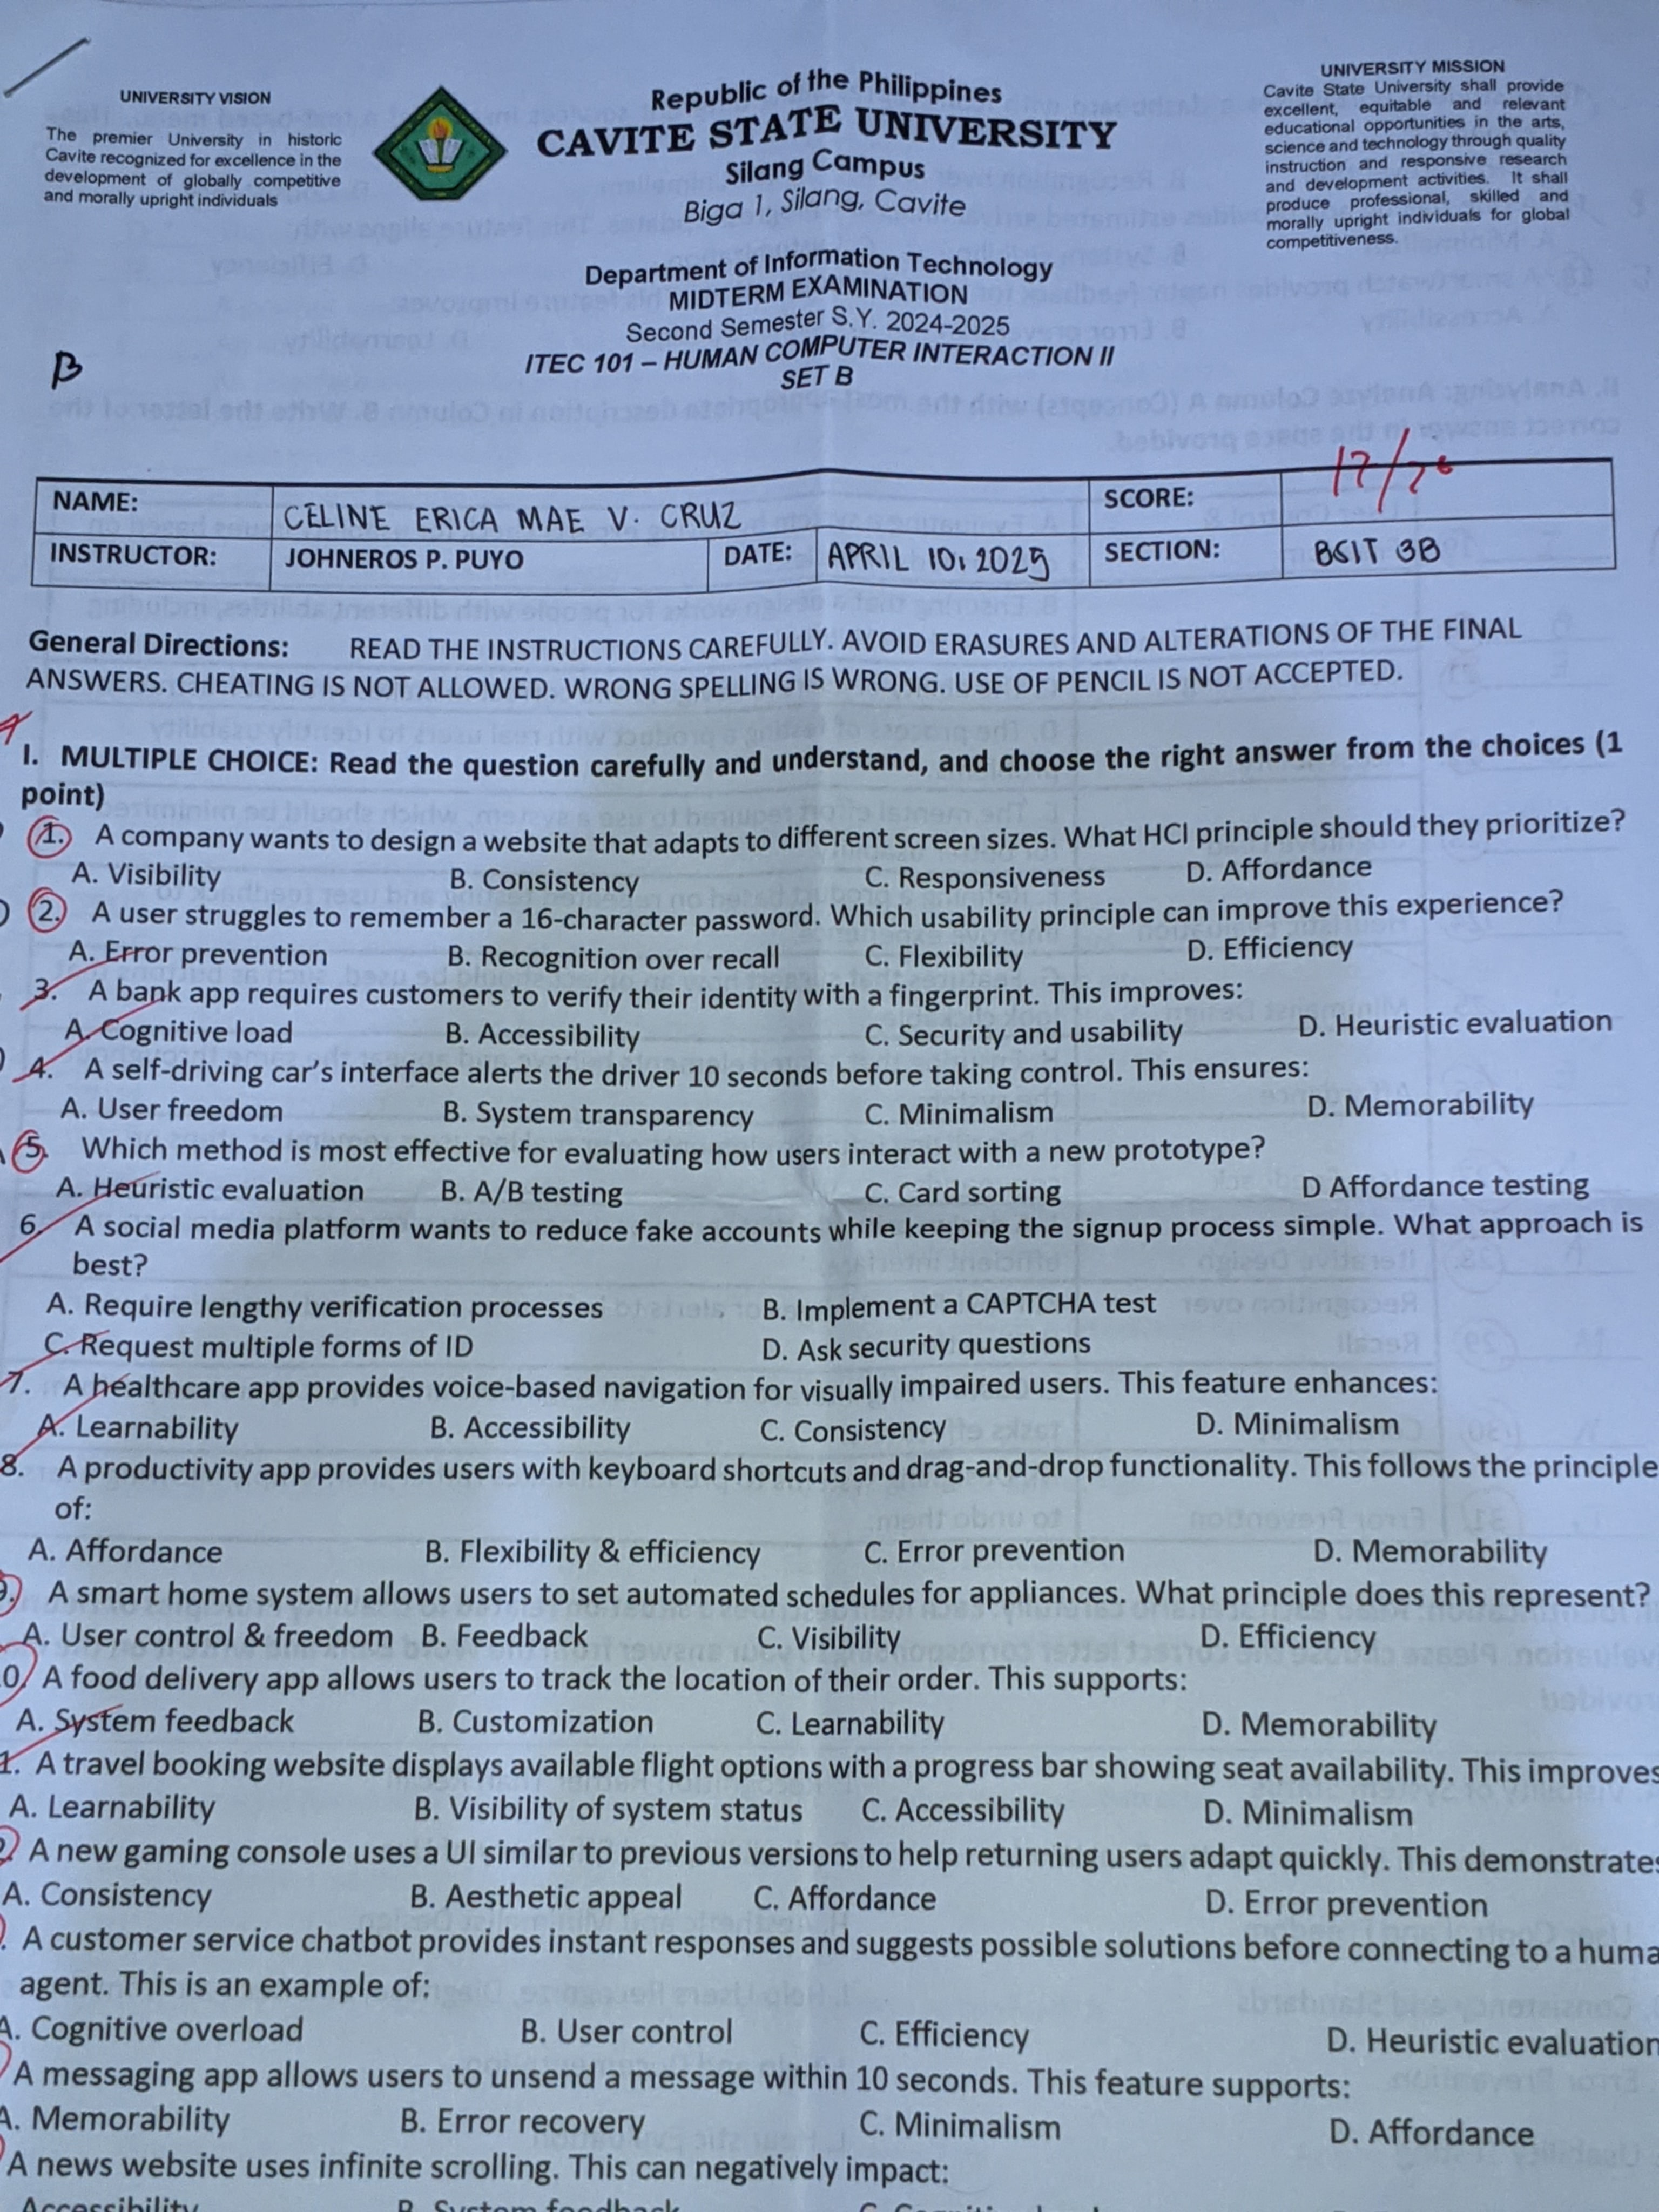 UNIVERSITY VISION
The premier University in historic
Cavite recognized for excellence in the
development of globally competitive
and morally upright individuals
Republic of the Philippines
CAVITE STATE UNIVERSITY
Silang Campus
Biga 1, Silang, Cavite
UNIVERSITY MISSION
Cavite State University shall provide
excellent, equitable and relevant
educational opportunities in the arts,
science and technology through quality
instruction and responsive research
and development activities. It shall
produce professional, skilled and
morally upright individuals for global
competitiveness.
Department of Information Technology
MIDTERM EXAMINATION
Second Semester S.Y. 2024-2025
ITEC 101 – HUMAN COMPUTER INTERACTION II
SET B
B
NAME: CELINE ERICA MAE V. CRUZ SCORE: 17/70
INSTRUCTOR: JOHNEROS P. PUYO DATE: APRIL 10, 2025 SECTION: BSIT 3B
General Directions: READ THE INSTRUCTIONS CAREFULLY. AVOID ERASURES AND ALTERATIONS OF THE FINAL
ANSWERS. CHEATING IS NOT ALLOWED. WRONG SPELLING IS WRONG. USE OF PENCIL IS NOT ACCEPTED.
I. MULTIPLE CHOICE: Read the question carefully and understand, and choose the right answer from the choices (1
point)
1. A company wants to design a website that adapts to different screen sizes. What HCI principle should they prioritize?
A. Visibility B. Consistency C. Responsiveness D. Affordance
2. A user struggles to remember a 16-character password. Which usability principle can improve this experience?
A. Error prevention B. Recognition over recall C. Flexibility D. Efficiency
3. A bank app requires customers to verify their identity with a fingerprint. This improves:
A. Cognitive load B. Accessibility C. Security and usability D. Heuristic evaluation
4. A self-driving car's interface alerts the driver 10 seconds before taking control. This ensures:
A. User freedom B. System transparency C. Minimalism D. Memorability
5. Which method is most effective for evaluating how users interact with a new prototype?
A. Heuristic evaluation B. A/B testing C. Card sorting D Affordance testing
6. A social media platform wants to reduce fake accounts while keeping the signup process simple. What approach is
best?
A. Require lengthy verification processes B. Implement a CAPTCHA test
C. Request multiple forms of ID D. Ask security questions
7. A healthcare app provides voice-based navigation for visually impaired users. This feature enhances:
A. Learnability B. Accessibility C. Consistency D. Minimalism
8. A productivity app provides users with keyboard shortcuts and drag-and-drop functionality. This follows the principle
of:
A. Affordance B. Flexibility & efficiency C. Error prevention D. Memorability
A smart home system allows users to set automated schedules for appliances. What principle does this represent?
A. User control & freedom B. Feedback C. Visibility D. Efficiency
0. A food delivery app allows users to track the location of their order. This supports:
A. System feedback B. Customization C. Learnability D. Memorability
1. A travel booking website displays available flight options with a progress bar showing seat availability. This improves
A. Learnability B. Visibility of system status C. Accessibility D. Minimalism
A new gaming console uses a UI similar to previous versions to help returning users adapt quickly. This demonstrates
A. Consistency B. Aesthetic appeal C. Affordance D. Error prevention
A customer service chatbot provides instant responses and suggests possible solutions before connecting to a huma
agent. This is an example of:
A. Cognitive overload B. User control C. Efficiency D. Heuristic evaluation
A messaging app allows users to unsend a message within 10 seconds. This feature supports:
A. Memorability B. Error recovery C. Minimalism D. Affordance
A news website uses infinite scrolling. This can negatively impact:
Accessibility B. System feedback